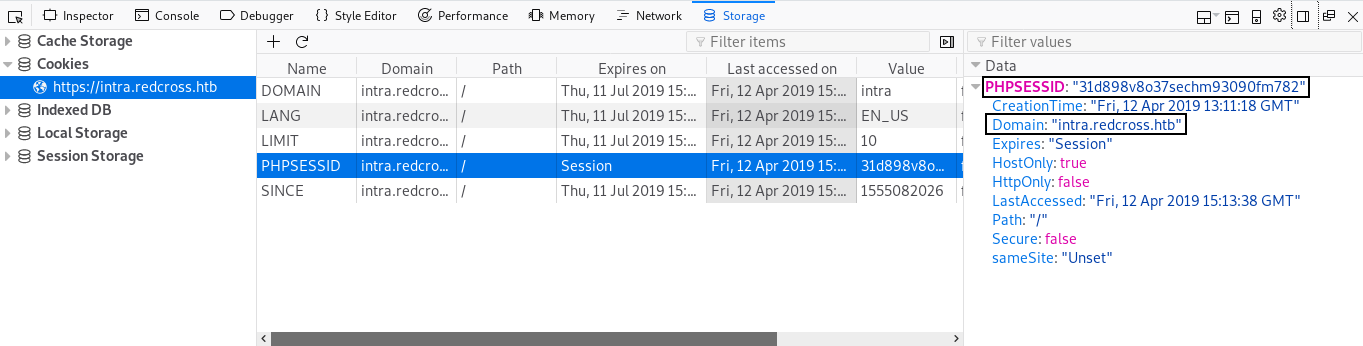 Inspector Console Debugger Style Editor Performance Memory Network Storage
Cache Storage
Cookies
https://intra.redcross.htb
Indexed DB
Local Storage
Session Storage
Filter items
Name Domain Path Expires on Last accessed on Value
DOMAIN intra.redcro... / Thu, 11 Jul 2019 15:... Fri, 12 Apr 2019 15:... intra
LANG intra.redcro... / Thu, 11 Jul 2019 15:... Fri, 12 Apr 2019 15:... EN_US
LIMIT intra.redcro... / Thu, 11 Jul 2019 15:... Fri, 12 Apr 2019 15:... 10
PHPSESSID intra.redcro... / Session Fri, 12 Apr 2019 15:... 31d898v8o...
SINCE intra.redcro... / Thu, 11 Jul 2019 15:... Fri, 12 Apr 2019 15:... 1555082026
Filter values
Data
PHPSESSID: "31d898v8o37sechm93090fm782"
CreationTime: "Fri, 12 Apr 2019 13:11:18 GMT"
Domain: "intra.redcross.htb"
Expires: "Session"
HostOnly: true
HttpOnly: false
LastAccessed: "Fri, 12 Apr 2019 15:13:38 GMT"
Path: "/"
Secure: false
sameSite: "Unset"